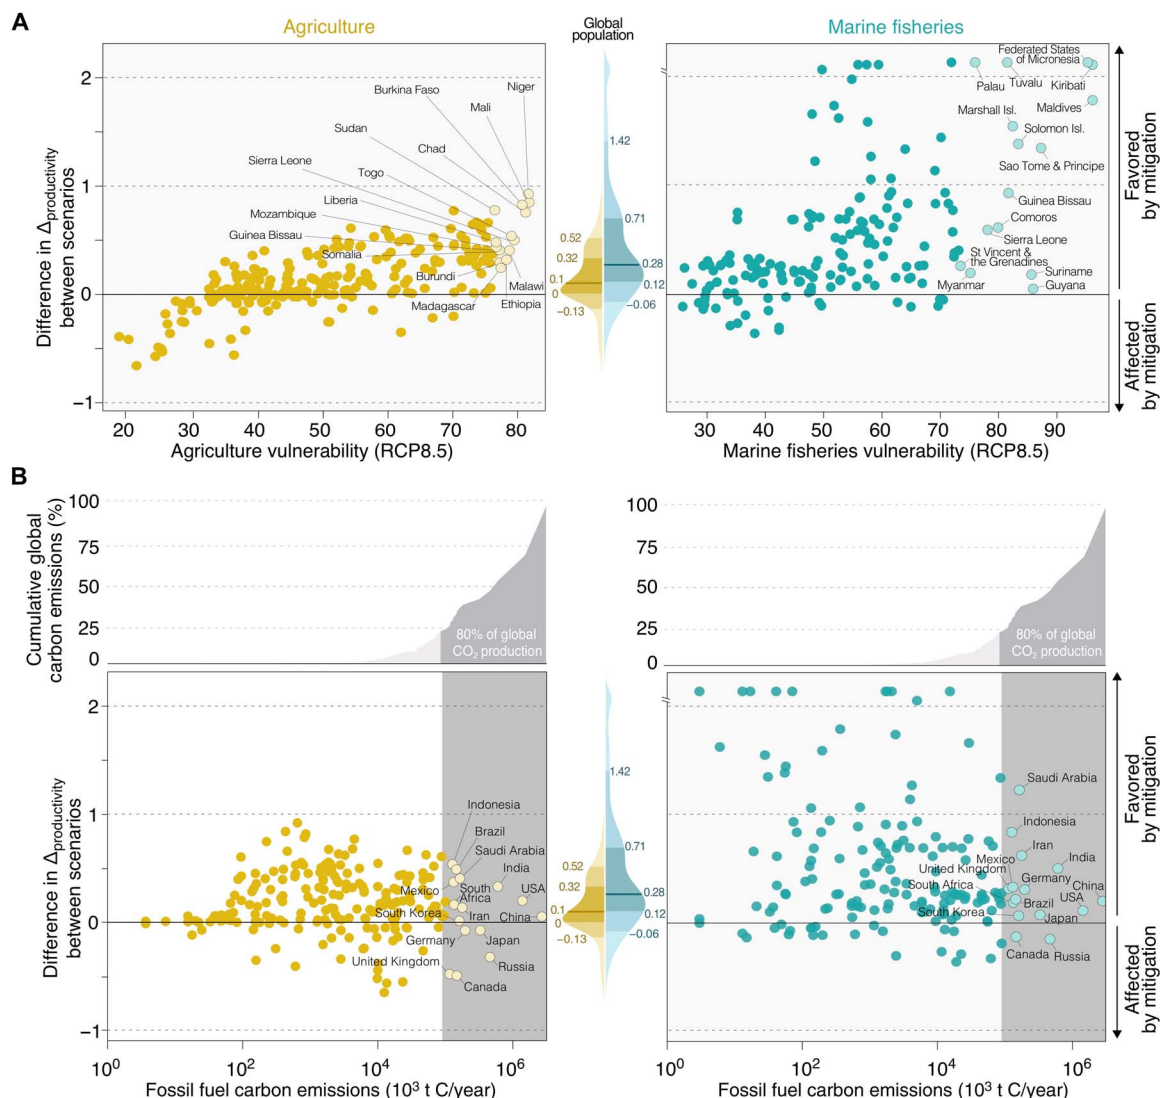 A
Agriculture
Global
population
Marine fisheries
Difference in Δproductivity
between scenarios
2
1
0
−1
Burkina Faso
Niger
Mali
Sudan
Chad
Sierra Leone
Togo
Liberia
Mozambique
Guinea Bissau
Somalia
Burundi
Malawi
Madagascar
Ethiopia
20 30 40 50 60 70 80
Agriculture vulnerability (RCP8.5)
1.42
0.71
0.52
0.32
0.28
0.1
0.12
0
−0.06
−0.13
Federated States
of Micronesia
Palau
Tuvalu
Kiribati
Maldives
Marshall Isl.
Solomon Isl.
Sao Tome & Principe
Guinea Bissau
Comoros
Sierra Leone
St Vincent &
the Grenadines
Myanmar
Suriname
Guyana
30 40 50 60 70 80 90
Marine fisheries vulnerability (RCP8.5)
Favored
by mitigation
Affected
by mitigation
B
Cumulative global
carbon emissions (%)
100
75
50
25
0
80% of global
CO2 production
100
75
50
25
0
80% of global
CO2 production
Difference in Δproductivity
between scenarios
2
1
0
−1
Indonesia
Brazil
Saudi Arabia
India
Mexico
South
Africa
USA
South Korea
Iran
China
Germany
Japan
United Kingdom
Russia
Canada
10^0 10^2 10^4 10^6
Fossil fuel carbon emissions (10^3 t C/year)
1.42
0.71
0.52
0.32
0.28
0.1
0.12
0
−0.06
−0.13
Saudi Arabia
Indonesia
Iran
Mexico
India
United Kingdom
Germany
South Africa
China
USA
Brazil
South Korea
Japan
Canada
Russia
10^0 10^2 10^4 10^6
Fossil fuel carbon emissions (10^3 t C/year)
Favored
by mitigation
Affected
by mitigation